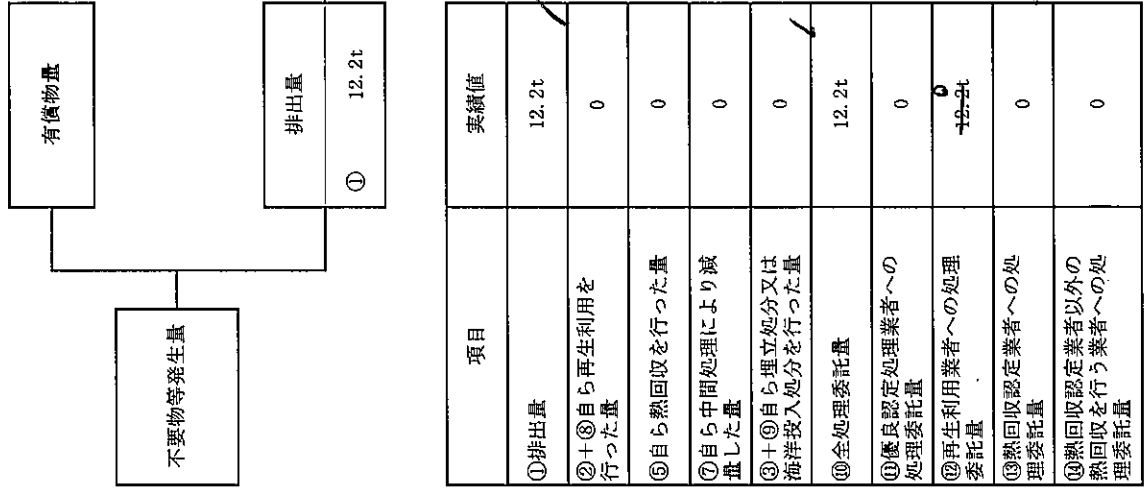 有償物量
不要物等発生量
排出量
① 12.2t
項目 実績値
①排出量 12.2t
②+⑧自ら再生利用を
行った量 0
⑤自ら熱回収を行った量 0
⑦自ら中間処理により減
量した量 0
③+⑨自ら埋立処分又は
海洋投入処分を行った量 0
⑩全処理委託量 12.2t
⑪優良認定処理業者への
処理委託量 0
⑫再生利用業者への処理
委託量 12.2t 0
⑬熱回収認定業者への処
理委託量 0
⑭熱回収認定業者以外の
熱回収を行う業者への処
理委託量 0